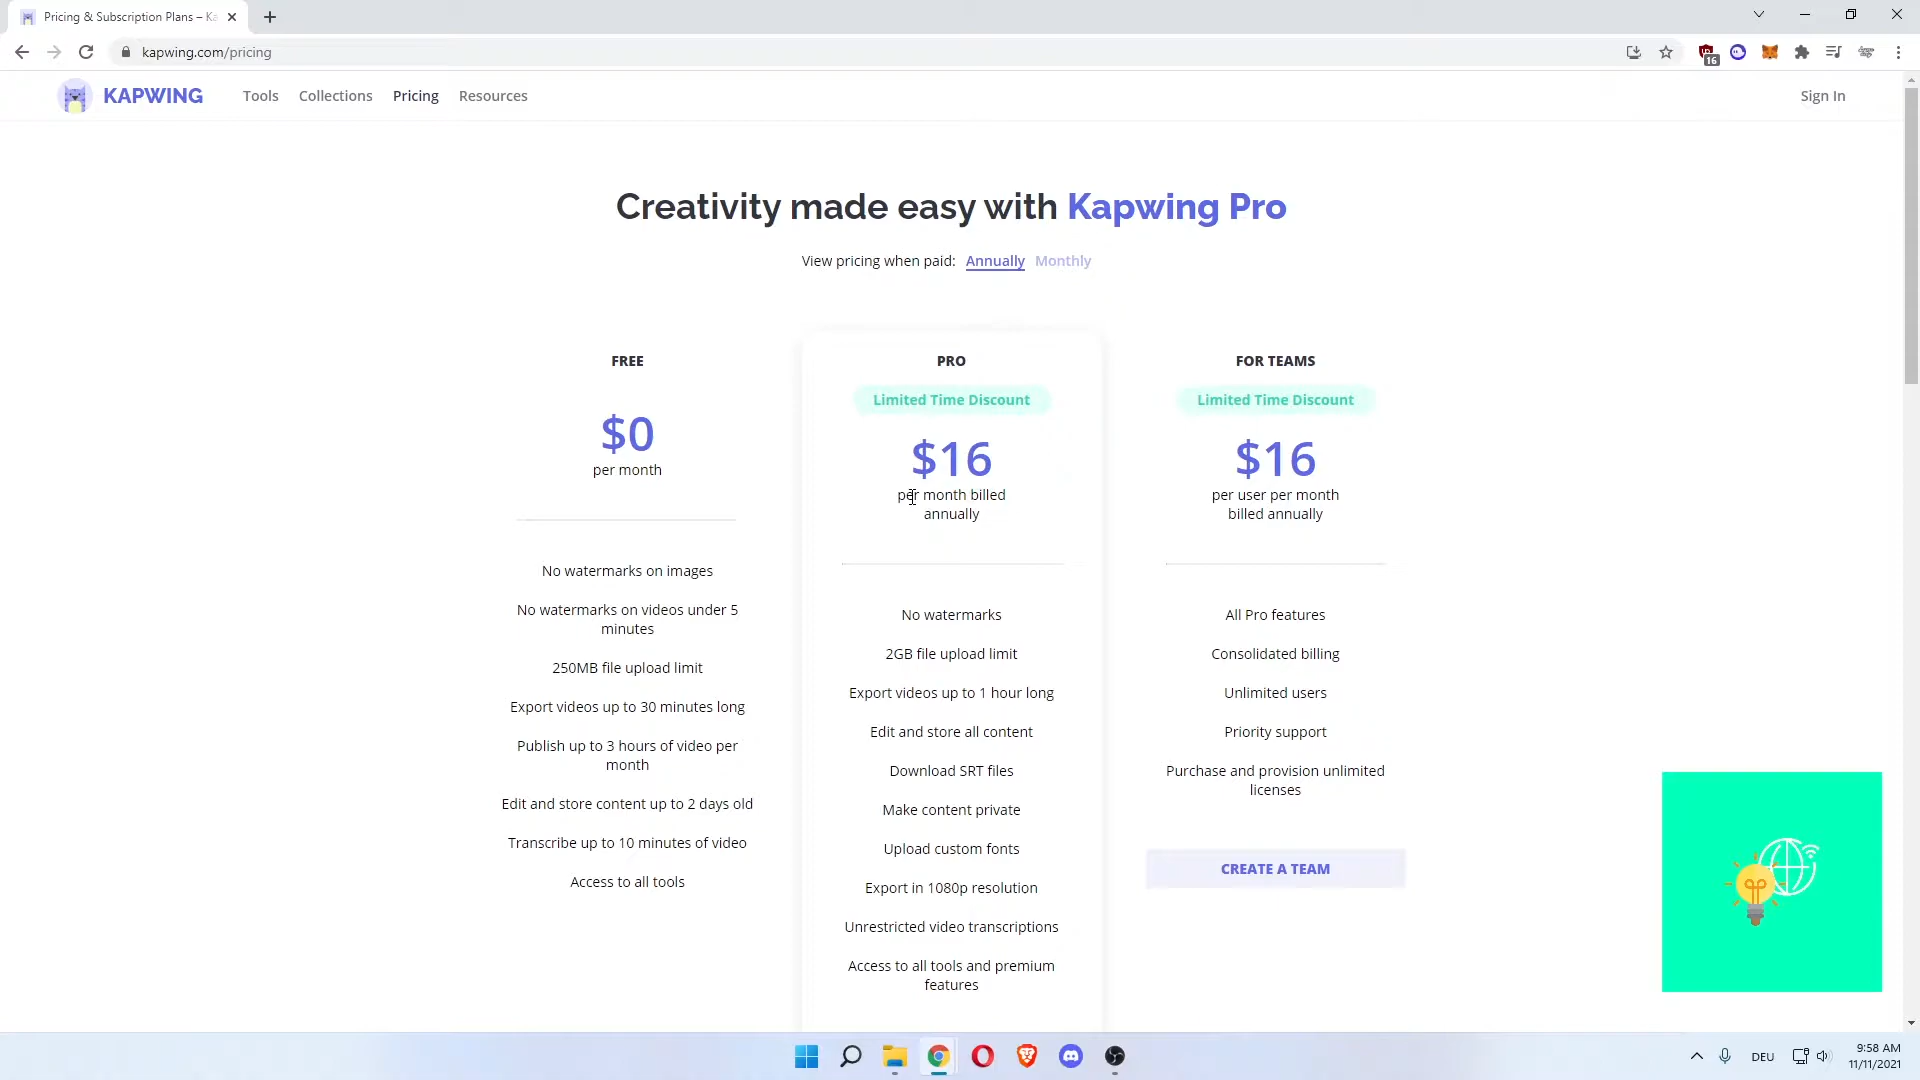 Pricing & Subscription Plans – Ka
kapwing.com/pricing
16
KAPWING
Tools
Collections
Pricing
Resources
Sign In
Creativity made easy with Kapwing Pro
View pricing when paid: Annually Monthly
FREE
$0
per month
No watermarks on images
No watermarks on videos under 5
minutes
250MB file upload limit
Export videos up to 30 minutes long
Publish up to 3 hours of video per
month
Edit and store content up to 2 days old
Transcribe up to 10 minutes of video
Access to all tools
PRO
Limited Time Discount
$16
per month billed
annually
No watermarks
2GB file upload limit
Export videos up to 1 hour long
Edit and store all content
Download SRT files
Make content private
Upload custom fonts
Export in 1080p resolution
Unrestricted video transcriptions
Access to all tools and premium
features
FOR TEAMS
Limited Time Discount
$16
per user per month
billed annually
All Pro features
Consolidated billing
Unlimited users
Priority support
Purchase and provision unlimited
licenses
CREATE A TEAM
DEU
9:58 AM
11/11/2021